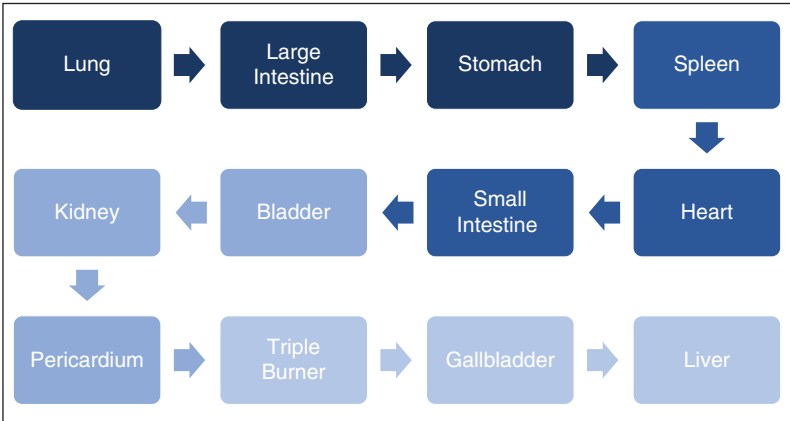 Lung
Large
Intestine
Stomach
Spleen
Heart
Small
Intestine
Bladder
Kidney
Pericardium
Triple
Burner
Gallbladder
Liver